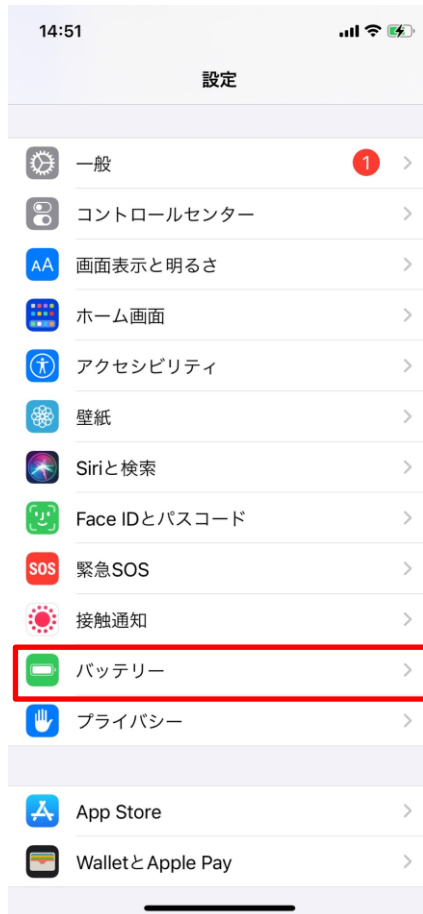 14:51
設定
一般 1
コントロールセンター
AA 画面表示と明るさ
ホーム画面
アクセシビリティ
壁紙
Siriと検索
Face IDとパスコード
SOS 緊急SOS
接触通知
バッテリー
プライバシー
App Store
WalletとApple Pay